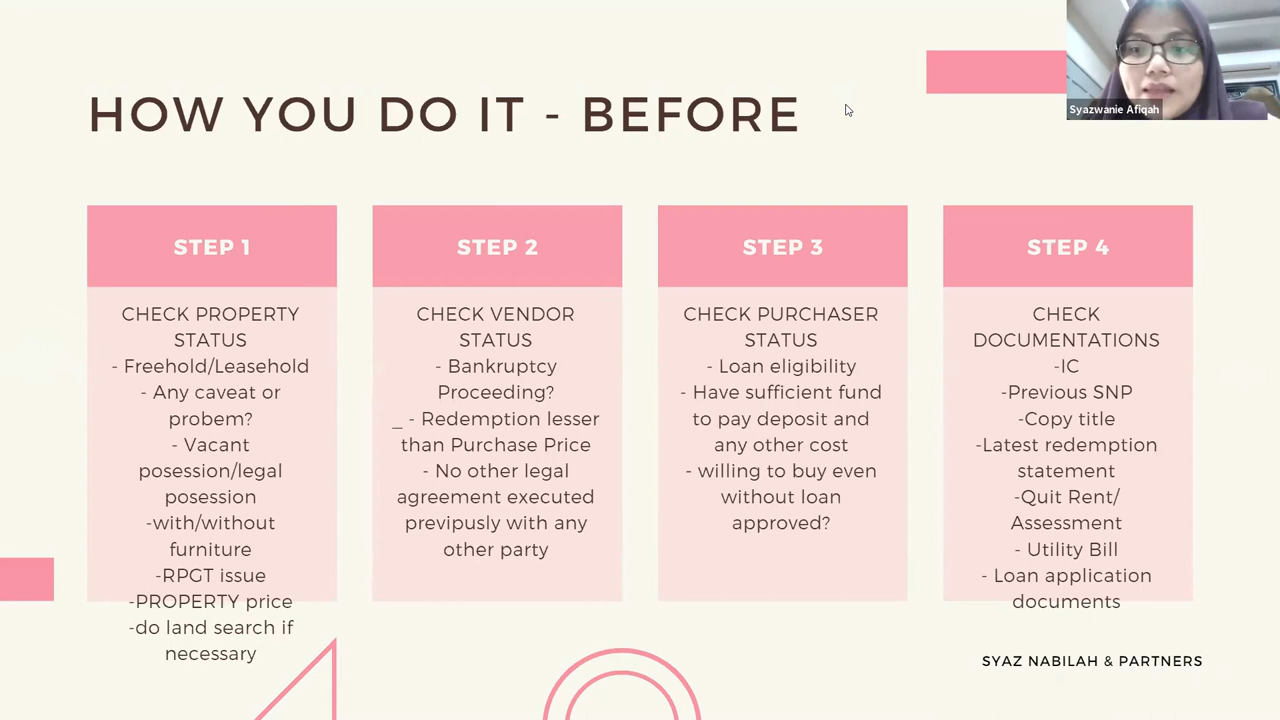 Syazwanie Afiqah
HOW YOU DO IT - BEFORE
STEP 1
CHECK PROPERTY
STATUS
- Freehold/Leasehold
- Any caveat or
probem?
- Vacant
posession/legal
posession
-with/without
furniture
-RPGT issue
-PROPERTY price
-do land search if
necessary
STEP 2
CHECK VENDOR
STATUS
- Bankruptcy
Proceeding?
_ - Redemption lesser
than Purchase Price
- No other legal
agreement executed
previpusly with any
other party
STEP 3
CHECK PURCHASER
STATUS
- Loan eligibility
- Have sufficient fund
to pay deposit and
any other cost
- willing to buy even
without loan
approved?
STEP 4
CHECK
DOCUMENTATIONS
-IC
-Previous SNP
-Copy title
-Latest redemption
statement
-Quit Rent/
Assessment
- Utility Bill
- Loan application
documents
SYAZ NABILAH & PARTNERS